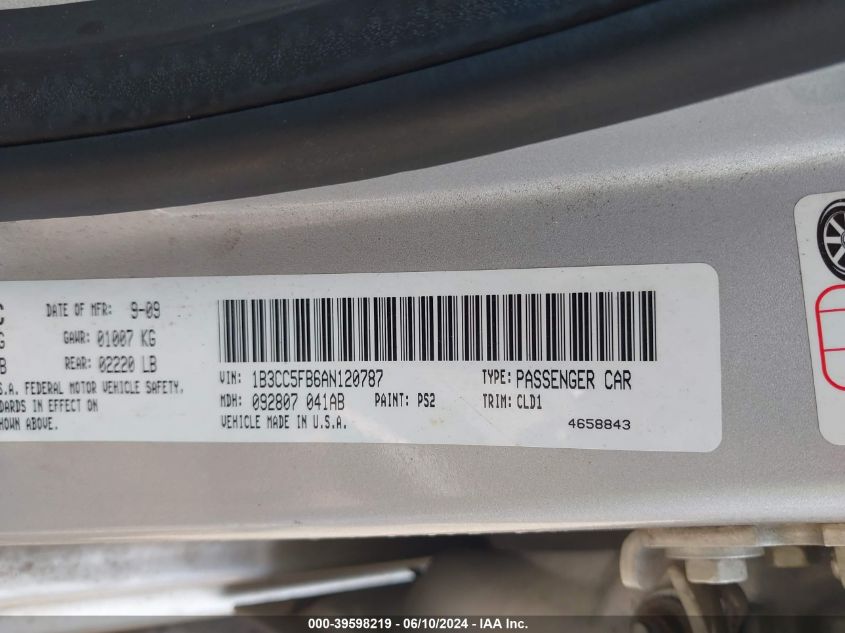 C
DATE OF MFR: 9-09
G GAWR: 01007 KG
B REAR: 02220 LB
S.A. FEDERAL MOTOR VEHICLE SAFETY.
DARDS IN EFFECT ON
HOWN ABOVE.
VIN: 1B3CC5FB6AN120787 TYPE: PASSENGER CAR
MDH: 092807 041AB PAINT: PS2 TRIM: CLD1
VEHICLE MADE IN U.S.A. 4658843
000-39598219 - 06/10/2024 - IAA Inc.